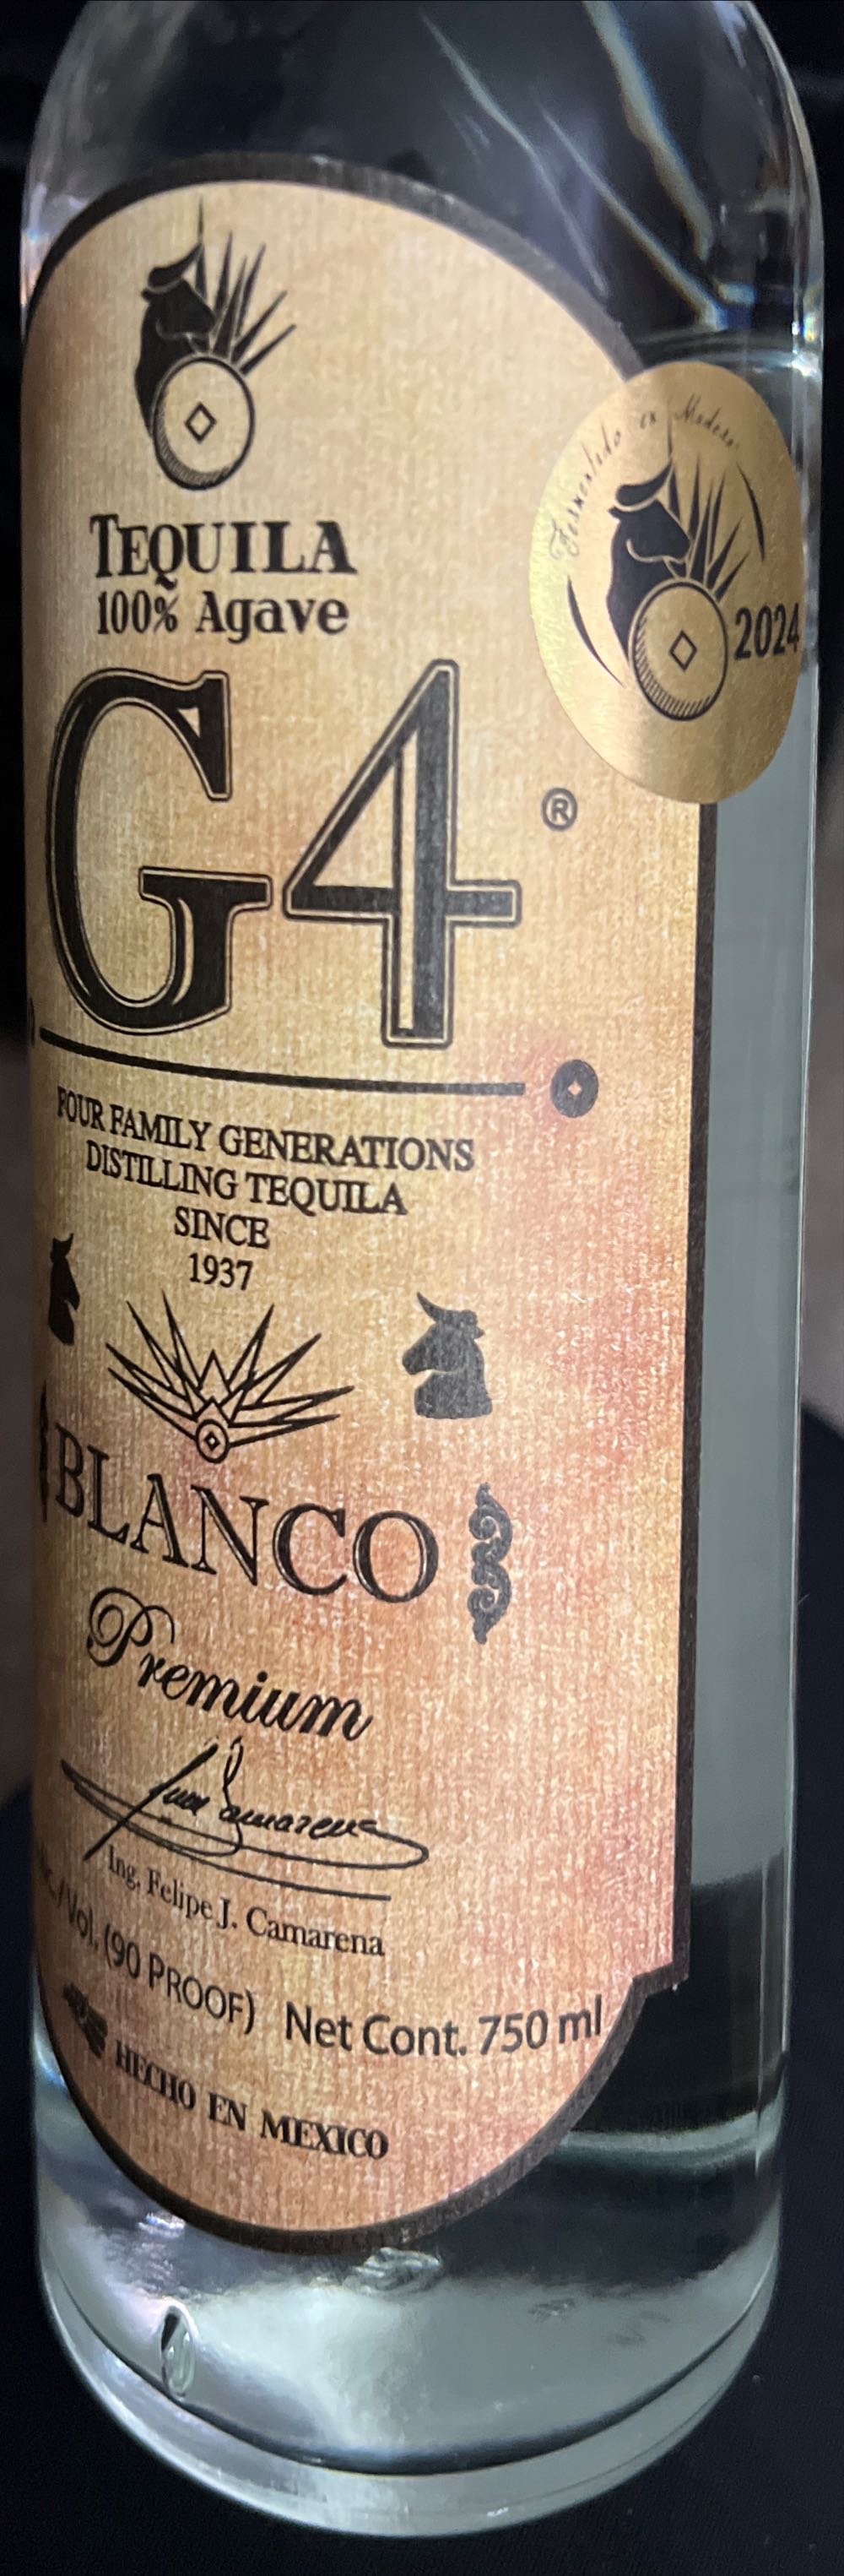 Fermentado en Madera
2024
TEQUILA
100% Agave
G4®
FOUR FAMILY GENERATIONS
DISTILLING TEQUILA
SINCE
1937
BLANCO
Premium
Ing. Felipe J. Camarena
/Vol. (90 PROOF) Net Cont. 750 ml
HECHO EN MEXICO